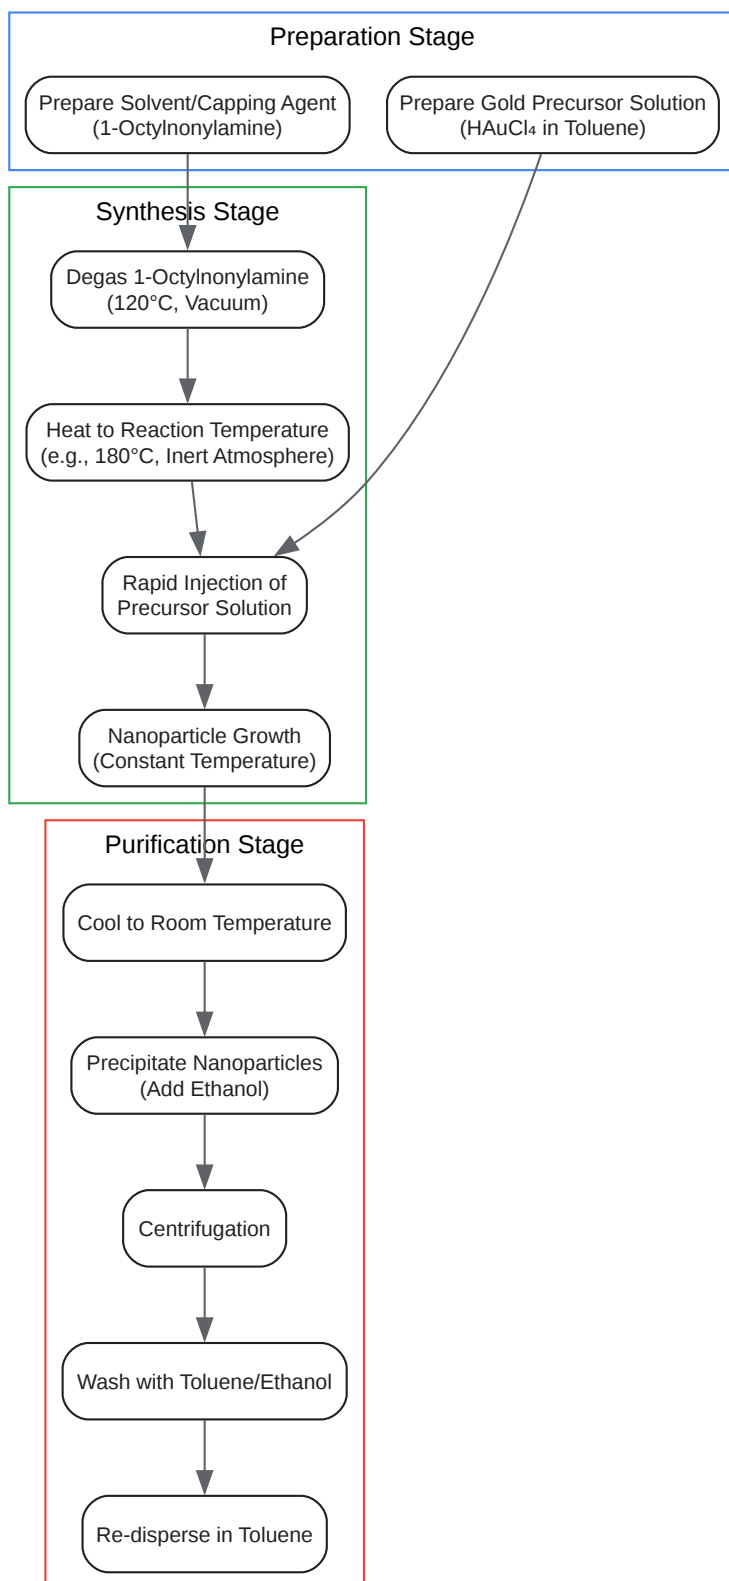 Preparation Stage
Prepare Solvent/Capping Agent
(1-Octylnonylamine)
Prepare Gold Precursor Solution
(HAuCl₄ in Toluene)
Synthesis Stage
Degas 1-Octylnonylamine
(120°C, Vacuum)
Heat to Reaction Temperature
(e.g., 180°C, Inert Atmosphere)
Rapid Injection of
Precursor Solution
Nanoparticle Growth
(Constant Temperature)
Purification Stage
Cool to Room Temperature
Precipitate Nanoparticles
(Add Ethanol)
Centrifugation
Wash with Toluene/Ethanol
Re-disperse in Toluene